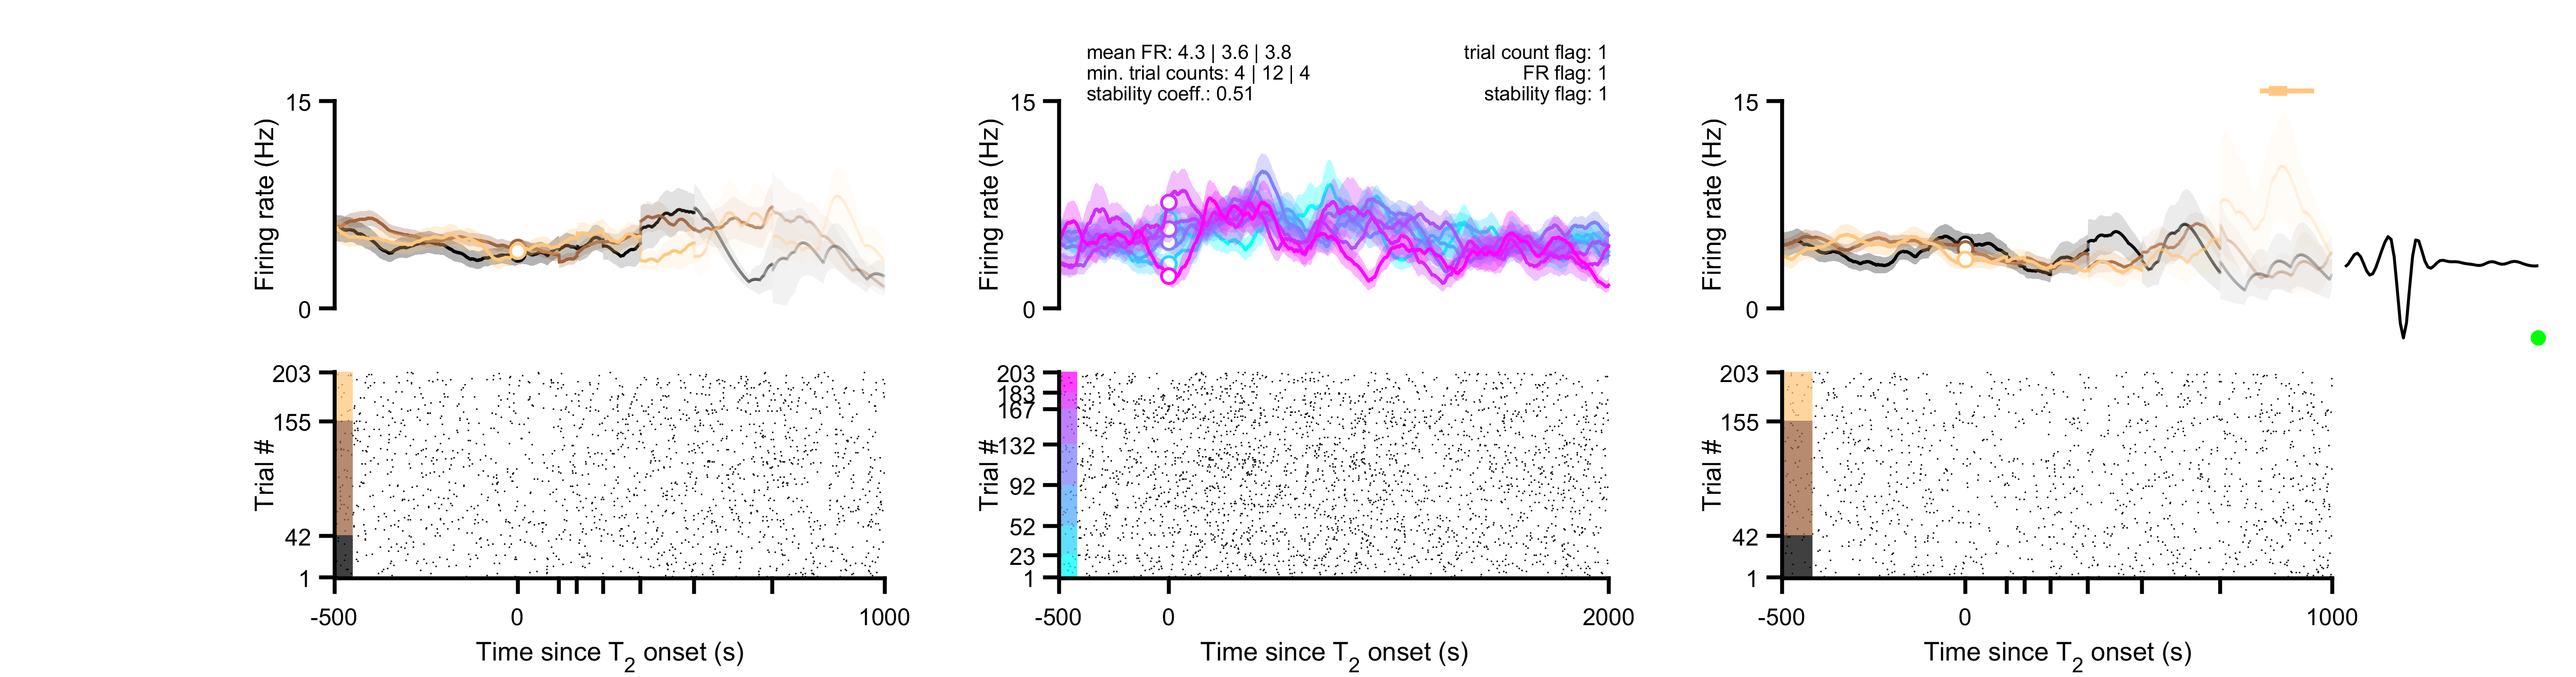 mean FR: 4.3 | 3.6 | 3.8
min. trial counts: 4 | 12 | 4
stability coeff.: 0.51
trial count flag: 1
FR flag: 1
stability flag: 1
15
Firing rate (Hz)
0
203
155
Trial #
42
1
-500
0
1000
Time since T2 onset (s)
15
Firing rate (Hz)
0
203
183
167
132
Trial #
92
52
23
1
-500
0
2000
Time since T2 onset (s)
15
Firing rate (Hz)
0
203
155
Trial #
42
1
-500
0
1000
Time since T2 onset (s)